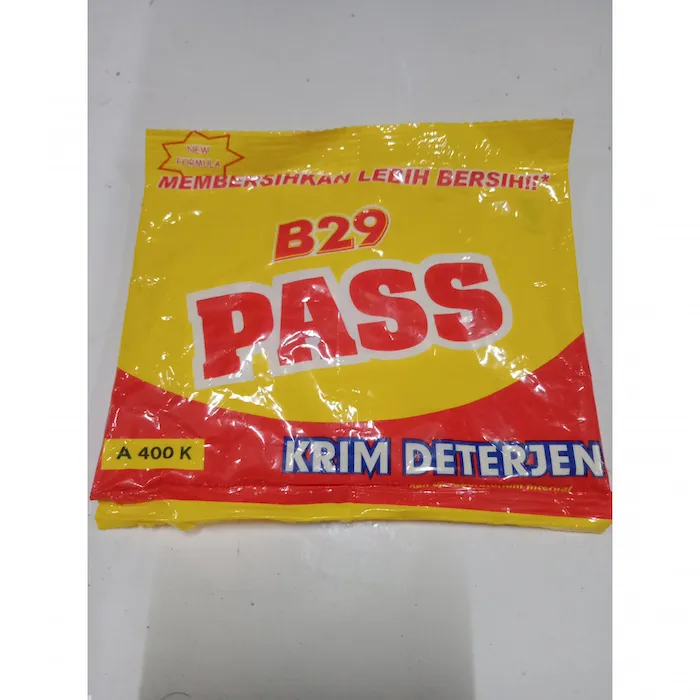 NEW
FORMULA
MEMBERSIHKAN LEBIH BERSIH!!*
B29
PASS
A 400 K
KRIM DETERJEN